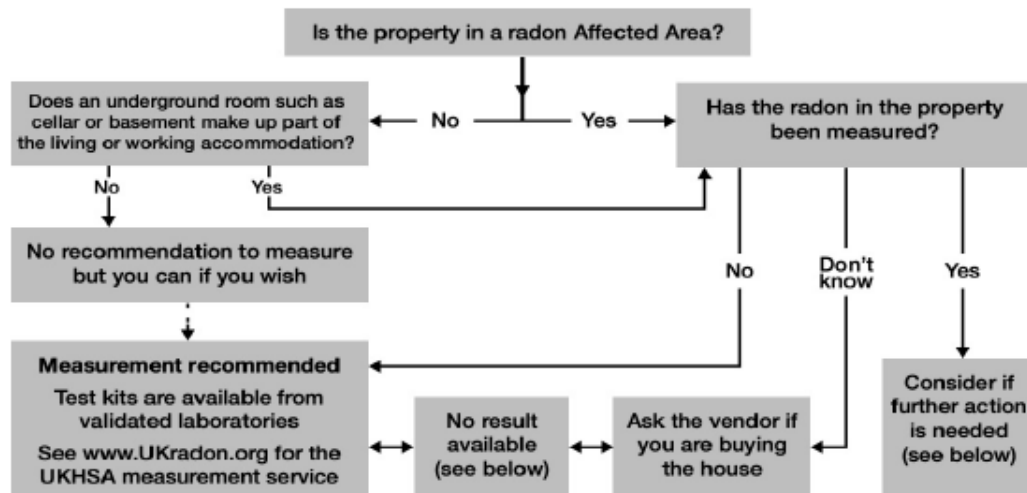 Is the property in a radon Affected Area?
Does an underground room such as
cellar or basement make up part of
the living or working accommodation?
No
Yes
Has the radon in the property
been measured?
No
Yes
No recommendation to measure
but you can if you wish
No
Don't
know
Yes
Measurement recommended
Test kits are available from
validated laboratories
See www.UKradon.org for the
UKHSA measurement service
No result
available
(see below)
Ask the vendor if
you are buying
the house
Consider if
further action
is needed
(see below)